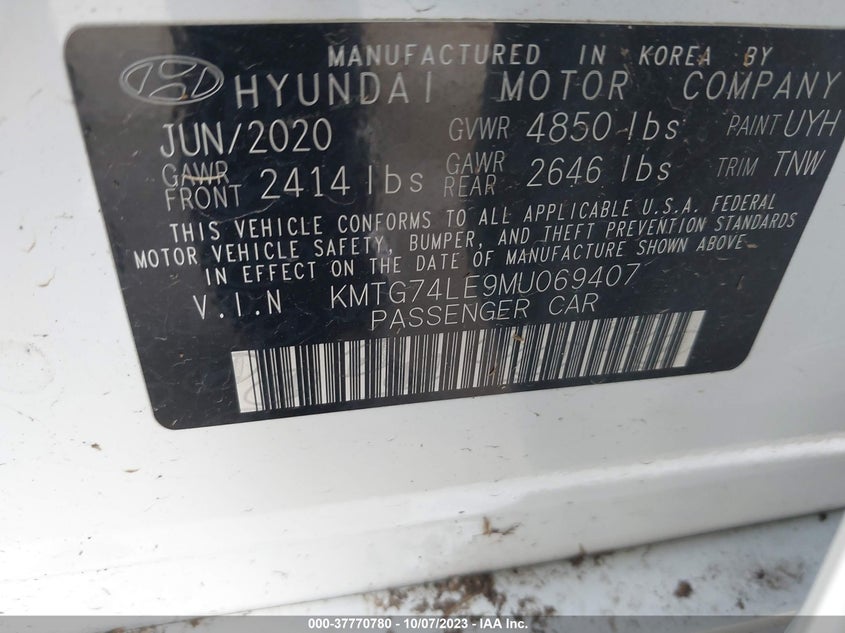 MANUFACTURED IN KOREA BY
HYUNDAI MOTOR COMPANY
JUN/2020 GVWR 4850 lbs PAINT UYH
GAWR FRONT 2414 lbs GAWR REAR 2646 lbs TRIM TNW
THIS VEHICLE CONFORMS TO ALL APPLICABLE U.S.A. FEDERAL
MOTOR VEHICLE SAFETY, BUMPER, AND THEFT PREVENTION STANDARDS
IN EFFECT ON THE DATE OF MANUFACTURE SHOWN ABOVE
V.I.N KMTG74LE9MU069407
PASSENGER CAR
000-37770780 - 10/07/2023 - IAA Inc.